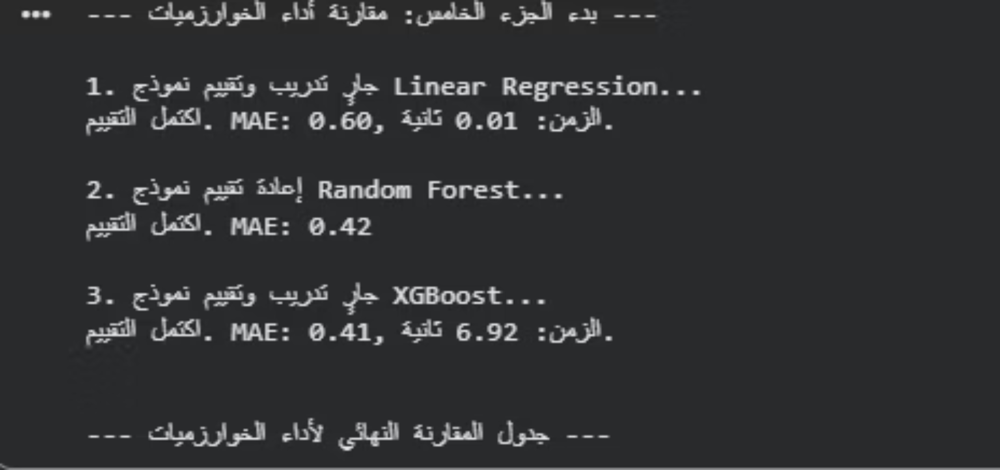 --- بدء الجزء الخامس: مقارنة أداء الخوارزميات ---
1. جارٍ تدريب وتقييم نموذج Linear Regression...
اكتمل التقييم. MAE: 0.60, الزمن: 0.01 ثانية.
2. إعادة تقييم نموذج Random Forest...
اكتمل التقييم. MAE: 0.42
3. جارٍ تدريب وتقييم نموذج XGBoost...
اكتمل التقييم. MAE: 0.41, الزمن: 6.92 ثانية.
--- جدول المقارنة النهائي لأداء الخوارزميات ---